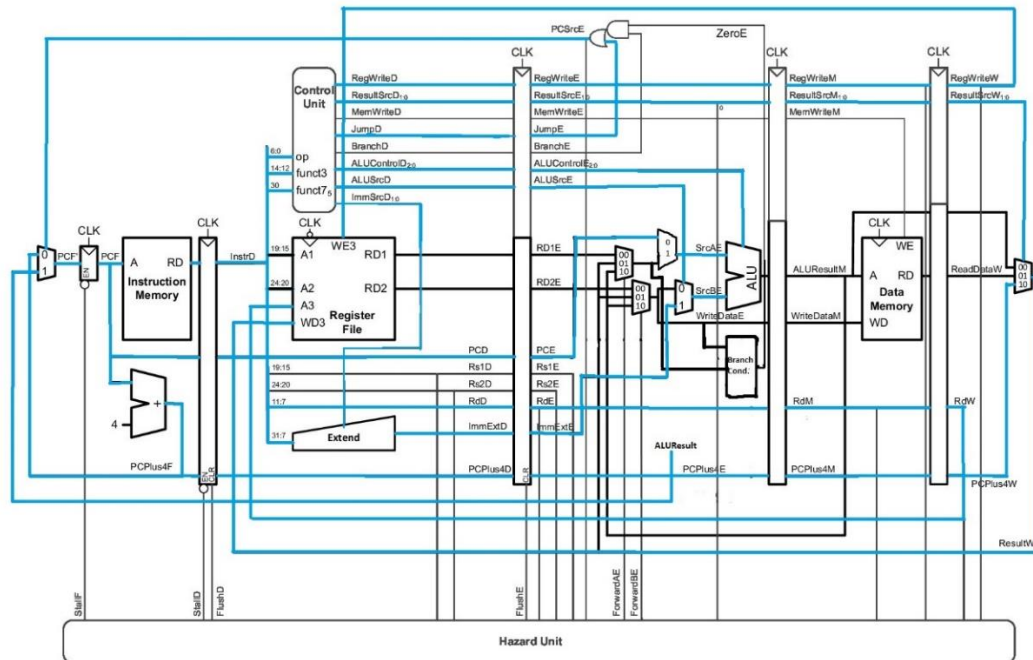 PCSrcE
ZeroE
CLK
CLK
CLK
Control
Unit
RegWriteD
RegWriteE
RegWriteM
RegWriteW
ResultSrcD1:0
ResultSrcE1:0
ResultSrcM1:0
ResultSrcW1:0
MemWriteD
MemWriteE
MemWriteM
0
JumpD
JumpE
BranchD
BranchE
6:0
op
14:12
funct3
30
funct75
ALUControlD2:0
ALUControlE2:0
ALUSrcD
ALUSrcE
ImmSrcD1:0
CLK
CLK
CLK
CLK
0
1
PCF'
EN
PCF
A
RD
Instruction
Memory
InstrD
19:15
A1
WE3
RD1
RD1E
24:20
A2
RD2
RD2E
A3
WD3
Register
File
00
01
10
00
01
10
0
1
0
1
SrcAE
SrcBE
ALU
ALUResultM
A
RD
WE
Data
Memory
WD
ReadDataW
00
01
10
WriteDataE
WriteDataM
Branch
Cond.
PCD
PCE
19:15
Rs1D
Rs1E
24:20
Rs2D
Rs2E
11:7
RdD
RdE
RdM
RdW
31:7
Extend
ImmExtD
ImmExtE
+
4
ALUResult
PCPlus4F
PCPlus4D
PCPlus4E
PCPlus4M
PCPlus4W
EN
CLR
CLR
ResultW
StallF
StallD
FlushD
FlushE
ForwardAE
ForwardBE
Hazard Unit